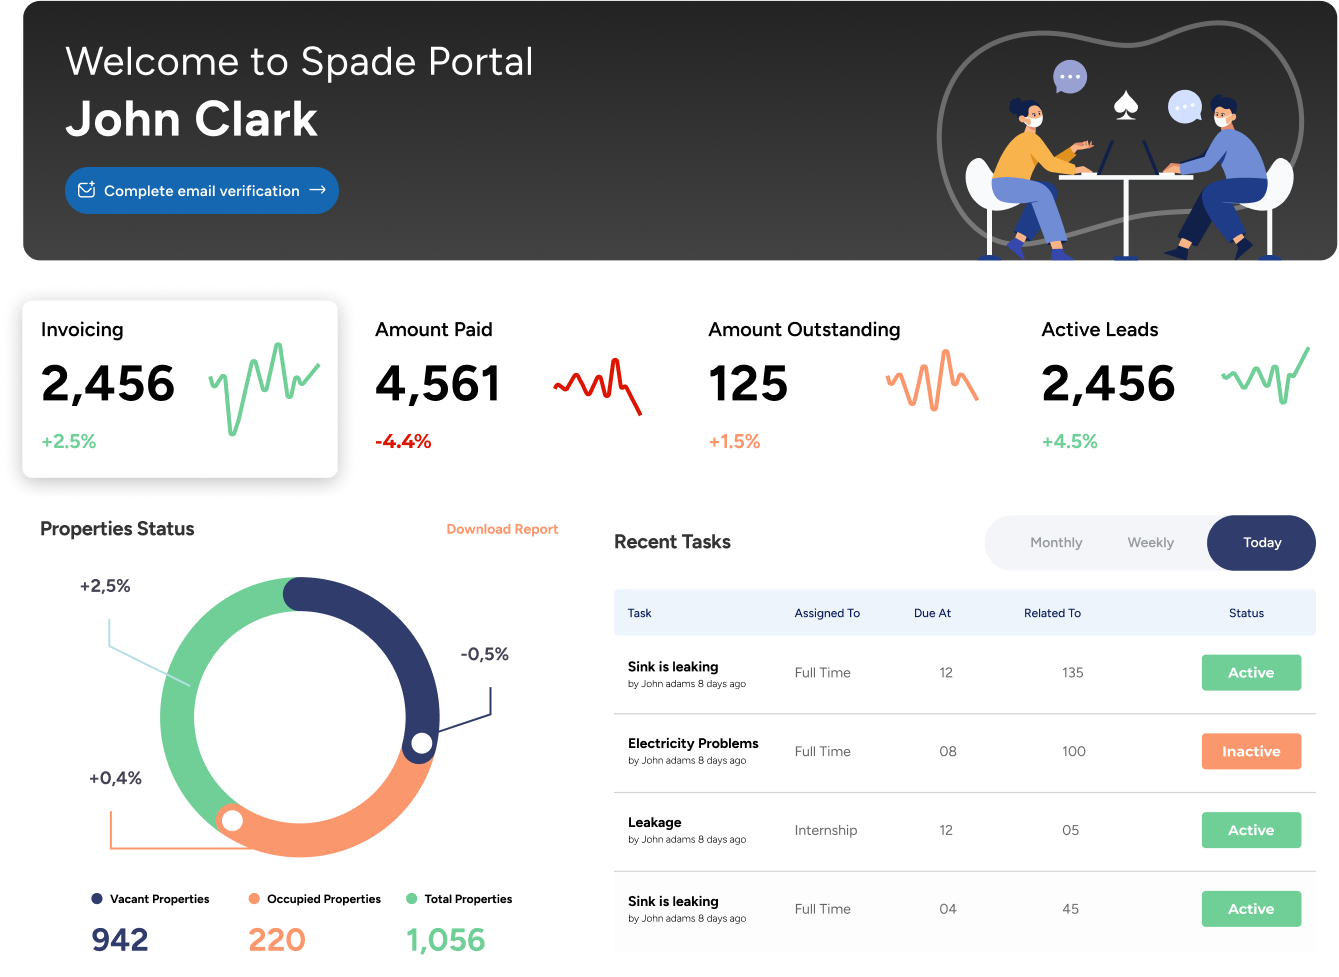 Welcome to Spade Portal
John Clark
Complete email verification
Invoicing
2,456
+2.5%
Amount Paid
4,561
-4.4%
Amount Outstanding
125
+1.5%
Active Leads
2,456
+4.5%
Properties Status
Download Report
+2,5%
-0,5%
+0,4%
Vacant Properties
942
Occupied Properties
220
Total Properties
1,056
Recent Tasks
Monthly
Weekly
Today
Task Assigned To Due At Related To Status
Sink is leaking
by John adams 8 days ago
Full Time 12 135 Active
Electricity Problems
by John adams 8 days ago
Full Time 08 100 Inactive
Leakage
by John adams 8 days ago
Internship 12 05 Active
Sink is leaking
by John adams 8 days ago
Full Time 04 45 Active